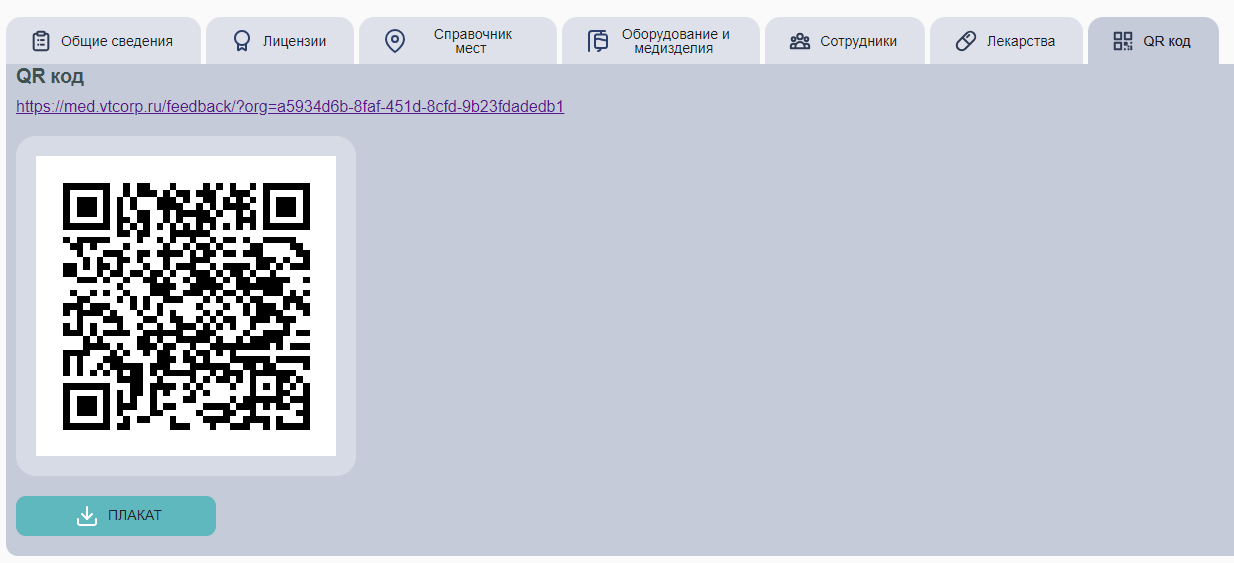 Общие сведения
Лицензии
Справочник
мест
Оборудование и
медизделия
Сотрудники
Лекарства
QR код
QR код
https://med.vtcorp.ru/feedback/?org=a5934d6b-8faf-451d-8cfd-9b23fdadedb1
ПЛАКАТ